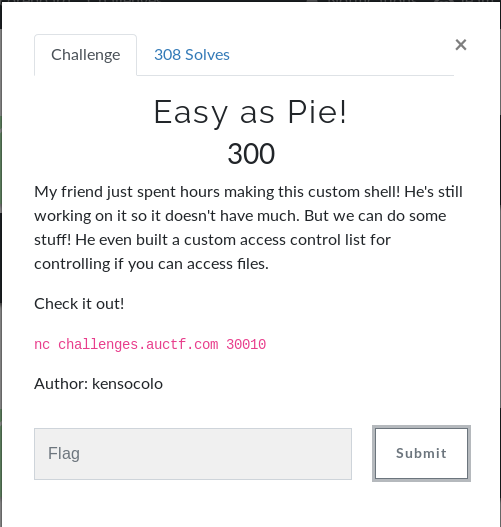 Challenge
308 Solves
×
Easy as Pie!
300
My friend just spent hours making this custom shell! He's still
working on it so it doesn't have much. But we can do some
stuff! He even built a custom access control list for
controlling if you can access files.
Check it out!
nc challenges.auctf.com 30010
Author: kensocolo
Flag
Submit